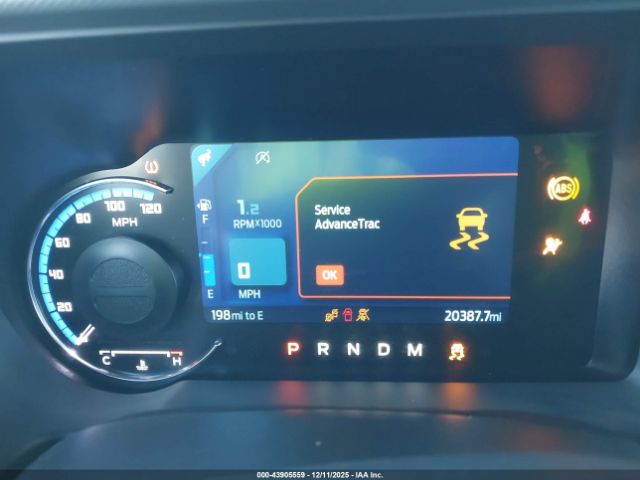 100
80
120
MPH
60
40
20
C
H
F
E
1.2
RPM×1000
0
MPH
Service
AdvanceTrac
OK
198mi to E
20387.7mi
P R N D M
ABS
000-43905559 | 12/11/2025 | IAA Inc.